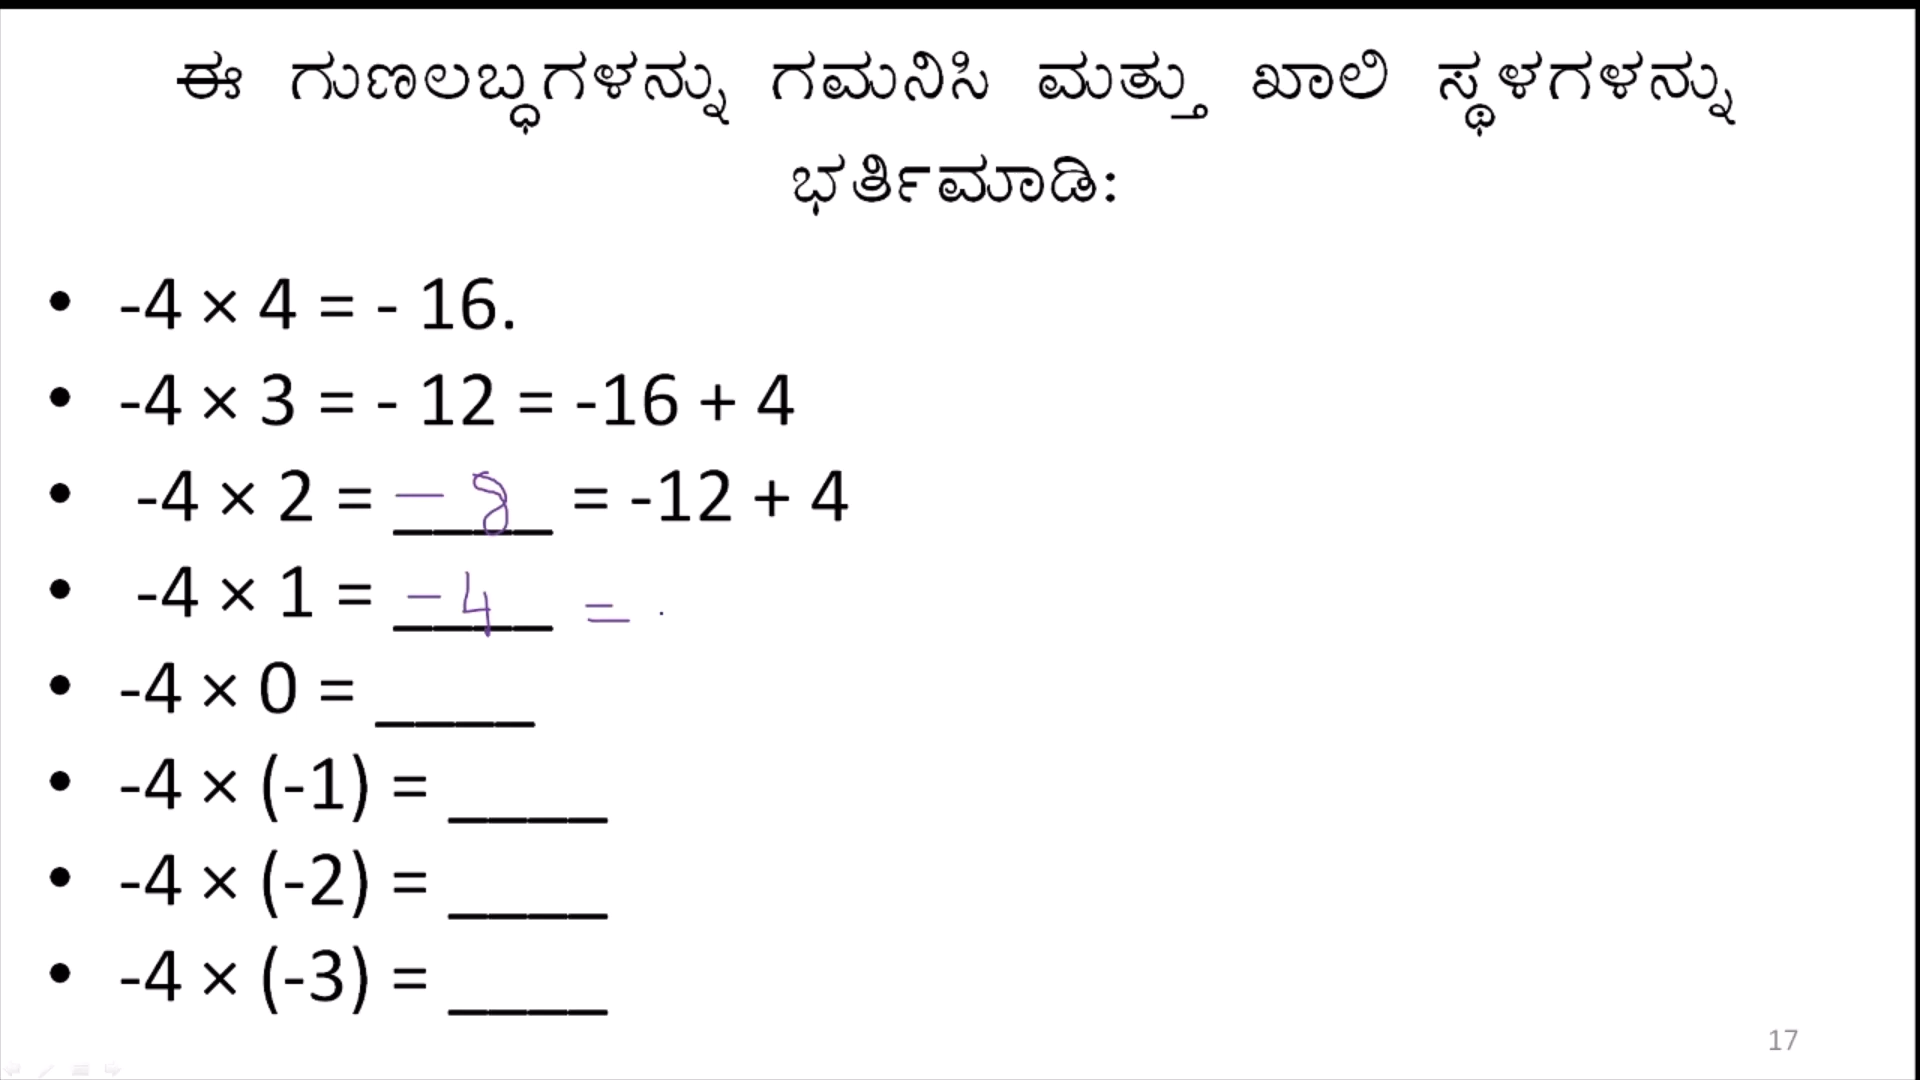 ಈ ಗುಣಲಬ್ಧಗಳನ್ನು ಗಮನಿಸಿ ಮತ್ತು ಖಾಲಿ ಸ್ಥಳಗಳನ್ನು
ಭರ್ತಿಮಾಡಿ:
• -4 × 4 = - 16.
• -4 × 3 = - 12 = -16 + 4
• -4 × 2 = - 8 = -12 + 4
• -4 × 1 = - 4 =
• -4 × 0 = ____
• -4 × (-1) = ____
• -4 × (-2) = ____
• -4 × (-3) = ____
17